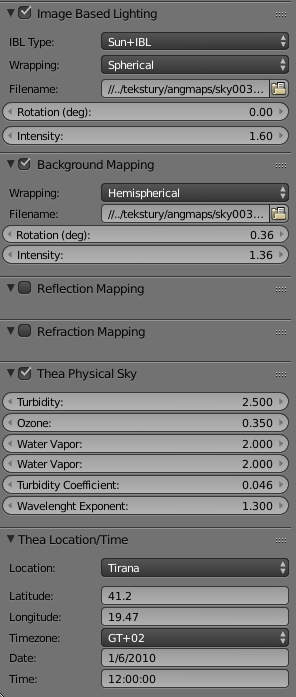 Image Based Lighting
IBL Type: Sun+IBL
Wrapping: Spherical
Filename: //../tekstury/angmaps/sky003...
Rotation (deg): 0.00
Intensity: 1.60
Background Mapping
Wrapping: Hemispherical
Filename: //../tekstury/angmaps/sky003...
Rotation (deg): 0.36
Intensity: 1.36
Reflection Mapping
Refraction Mapping
Thea Physical Sky
Turbidity: 2.500
Ozone: 0.350
Water Vapor: 2.000
Water Vapor: 2.000
Turbidity Coefficient: 0.046
Wavelenght Exponent: 1.300
Thea Location/Time
Location: Tirana
Latitude: 41.2
Longitude: 19.47
Timezone: GT+02
Date: 1/6/2010
Time: 12:00:00